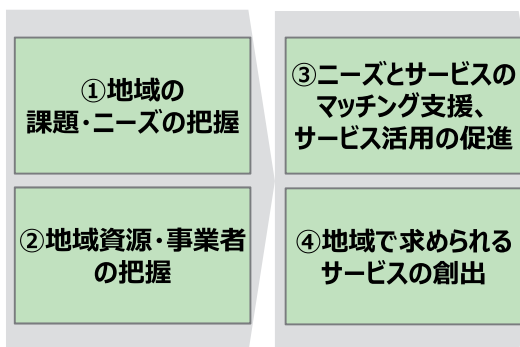 ①地域の
課題・ニーズの把握
②地域資源・事業者
の把握
③ニーズとサービスの
マッチング支援、
サービス活用の促進
④地域で求められる
サービスの創出